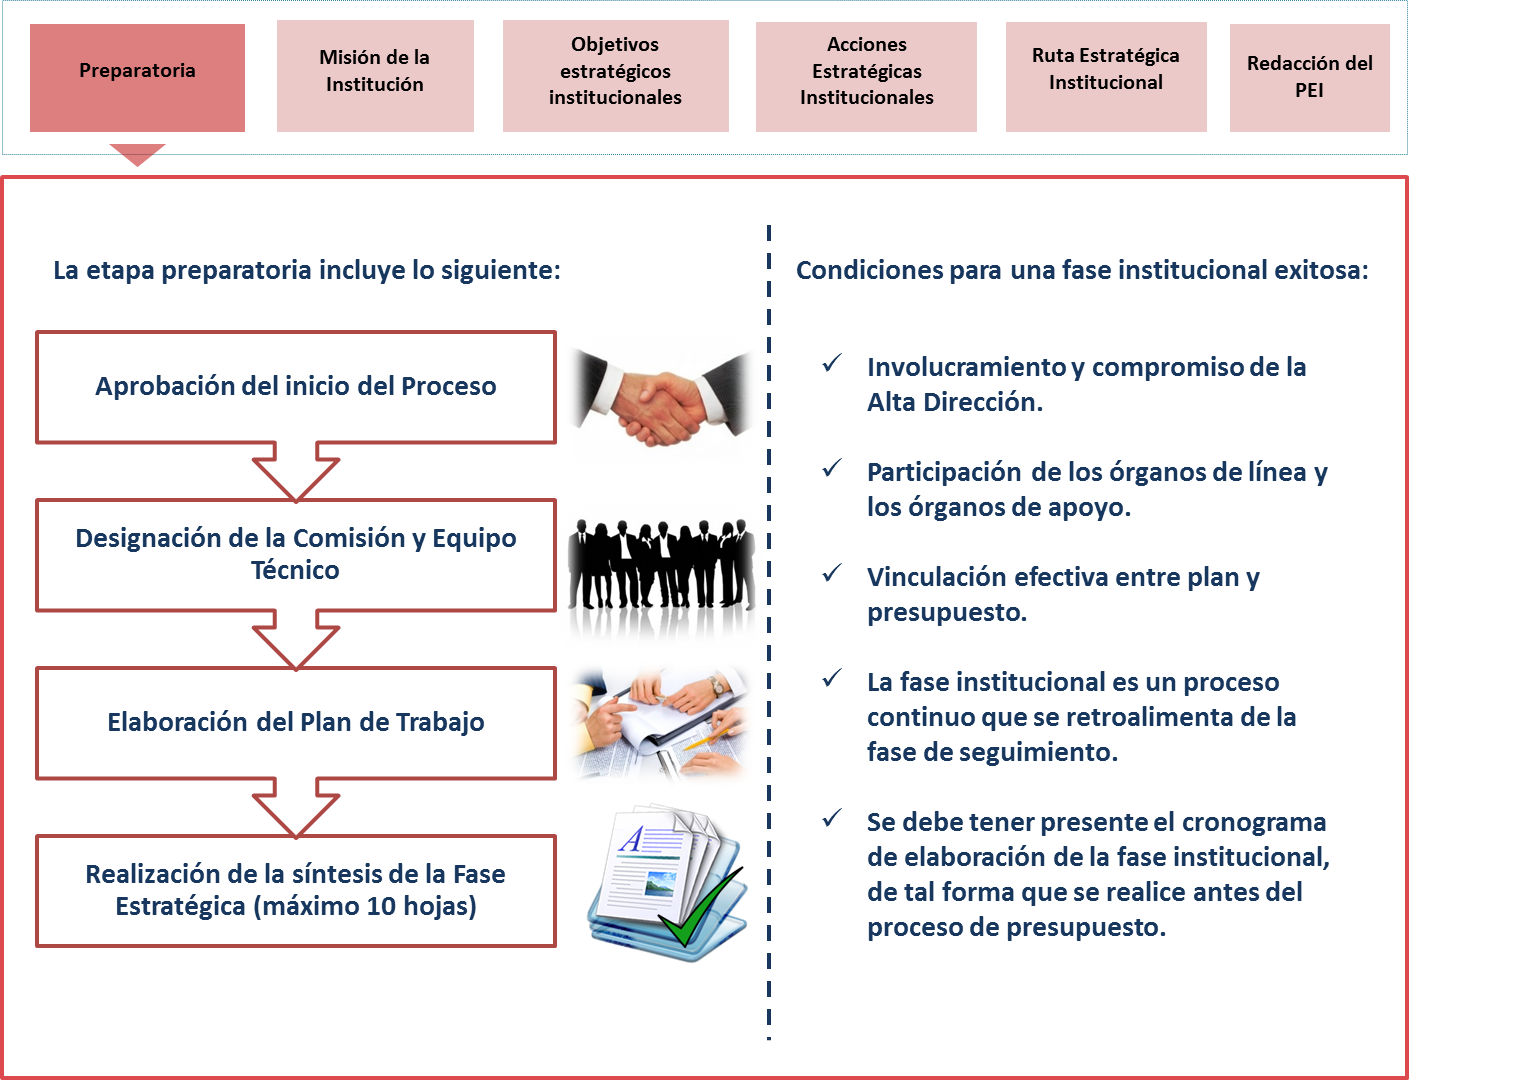 Preparatoria
Misión de la
Institución
Objetivos
estratégicos
institucionales
Acciones
Estratégicas
Institucionales
Ruta Estratégica
Institucional
Redacción del
PEI
La etapa preparatoria incluye lo siguiente:
Aprobación del inicio del Proceso
Designación de la Comisión y Equipo
Técnico
Elaboración del Plan de Trabajo
Realización de la síntesis de la Fase
Estratégica (máximo 10 hojas)
A
Condiciones para una fase institucional exitosa:
✓ Involucramiento y compromiso de la
Alta Dirección.
✓ Participación de los órganos de línea y
los órganos de apoyo.
✓ Vinculación efectiva entre plan y
presupuesto.
✓ La fase institucional es un proceso
continuo que se retroalimenta de la
fase de seguimiento.
✓ Se debe tener presente el cronograma
de elaboración de la fase institucional,
de tal forma que se realice antes del
proceso de presupuesto.